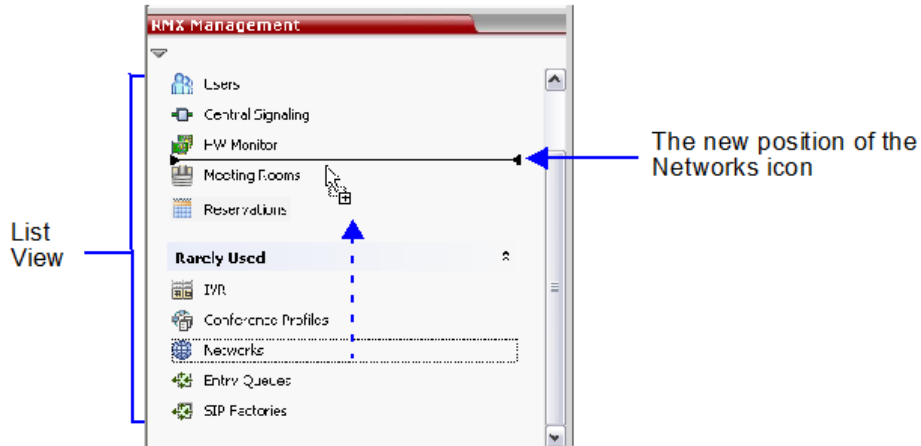 RMX Management
Users
Central Signaling
HW Monitor
The new position of the
Networks icon
Meeting Rooms
Reservations
List
View
Rarely Used
IVR
Conference Profiles
Networks
Entry Queues
SIP Factories